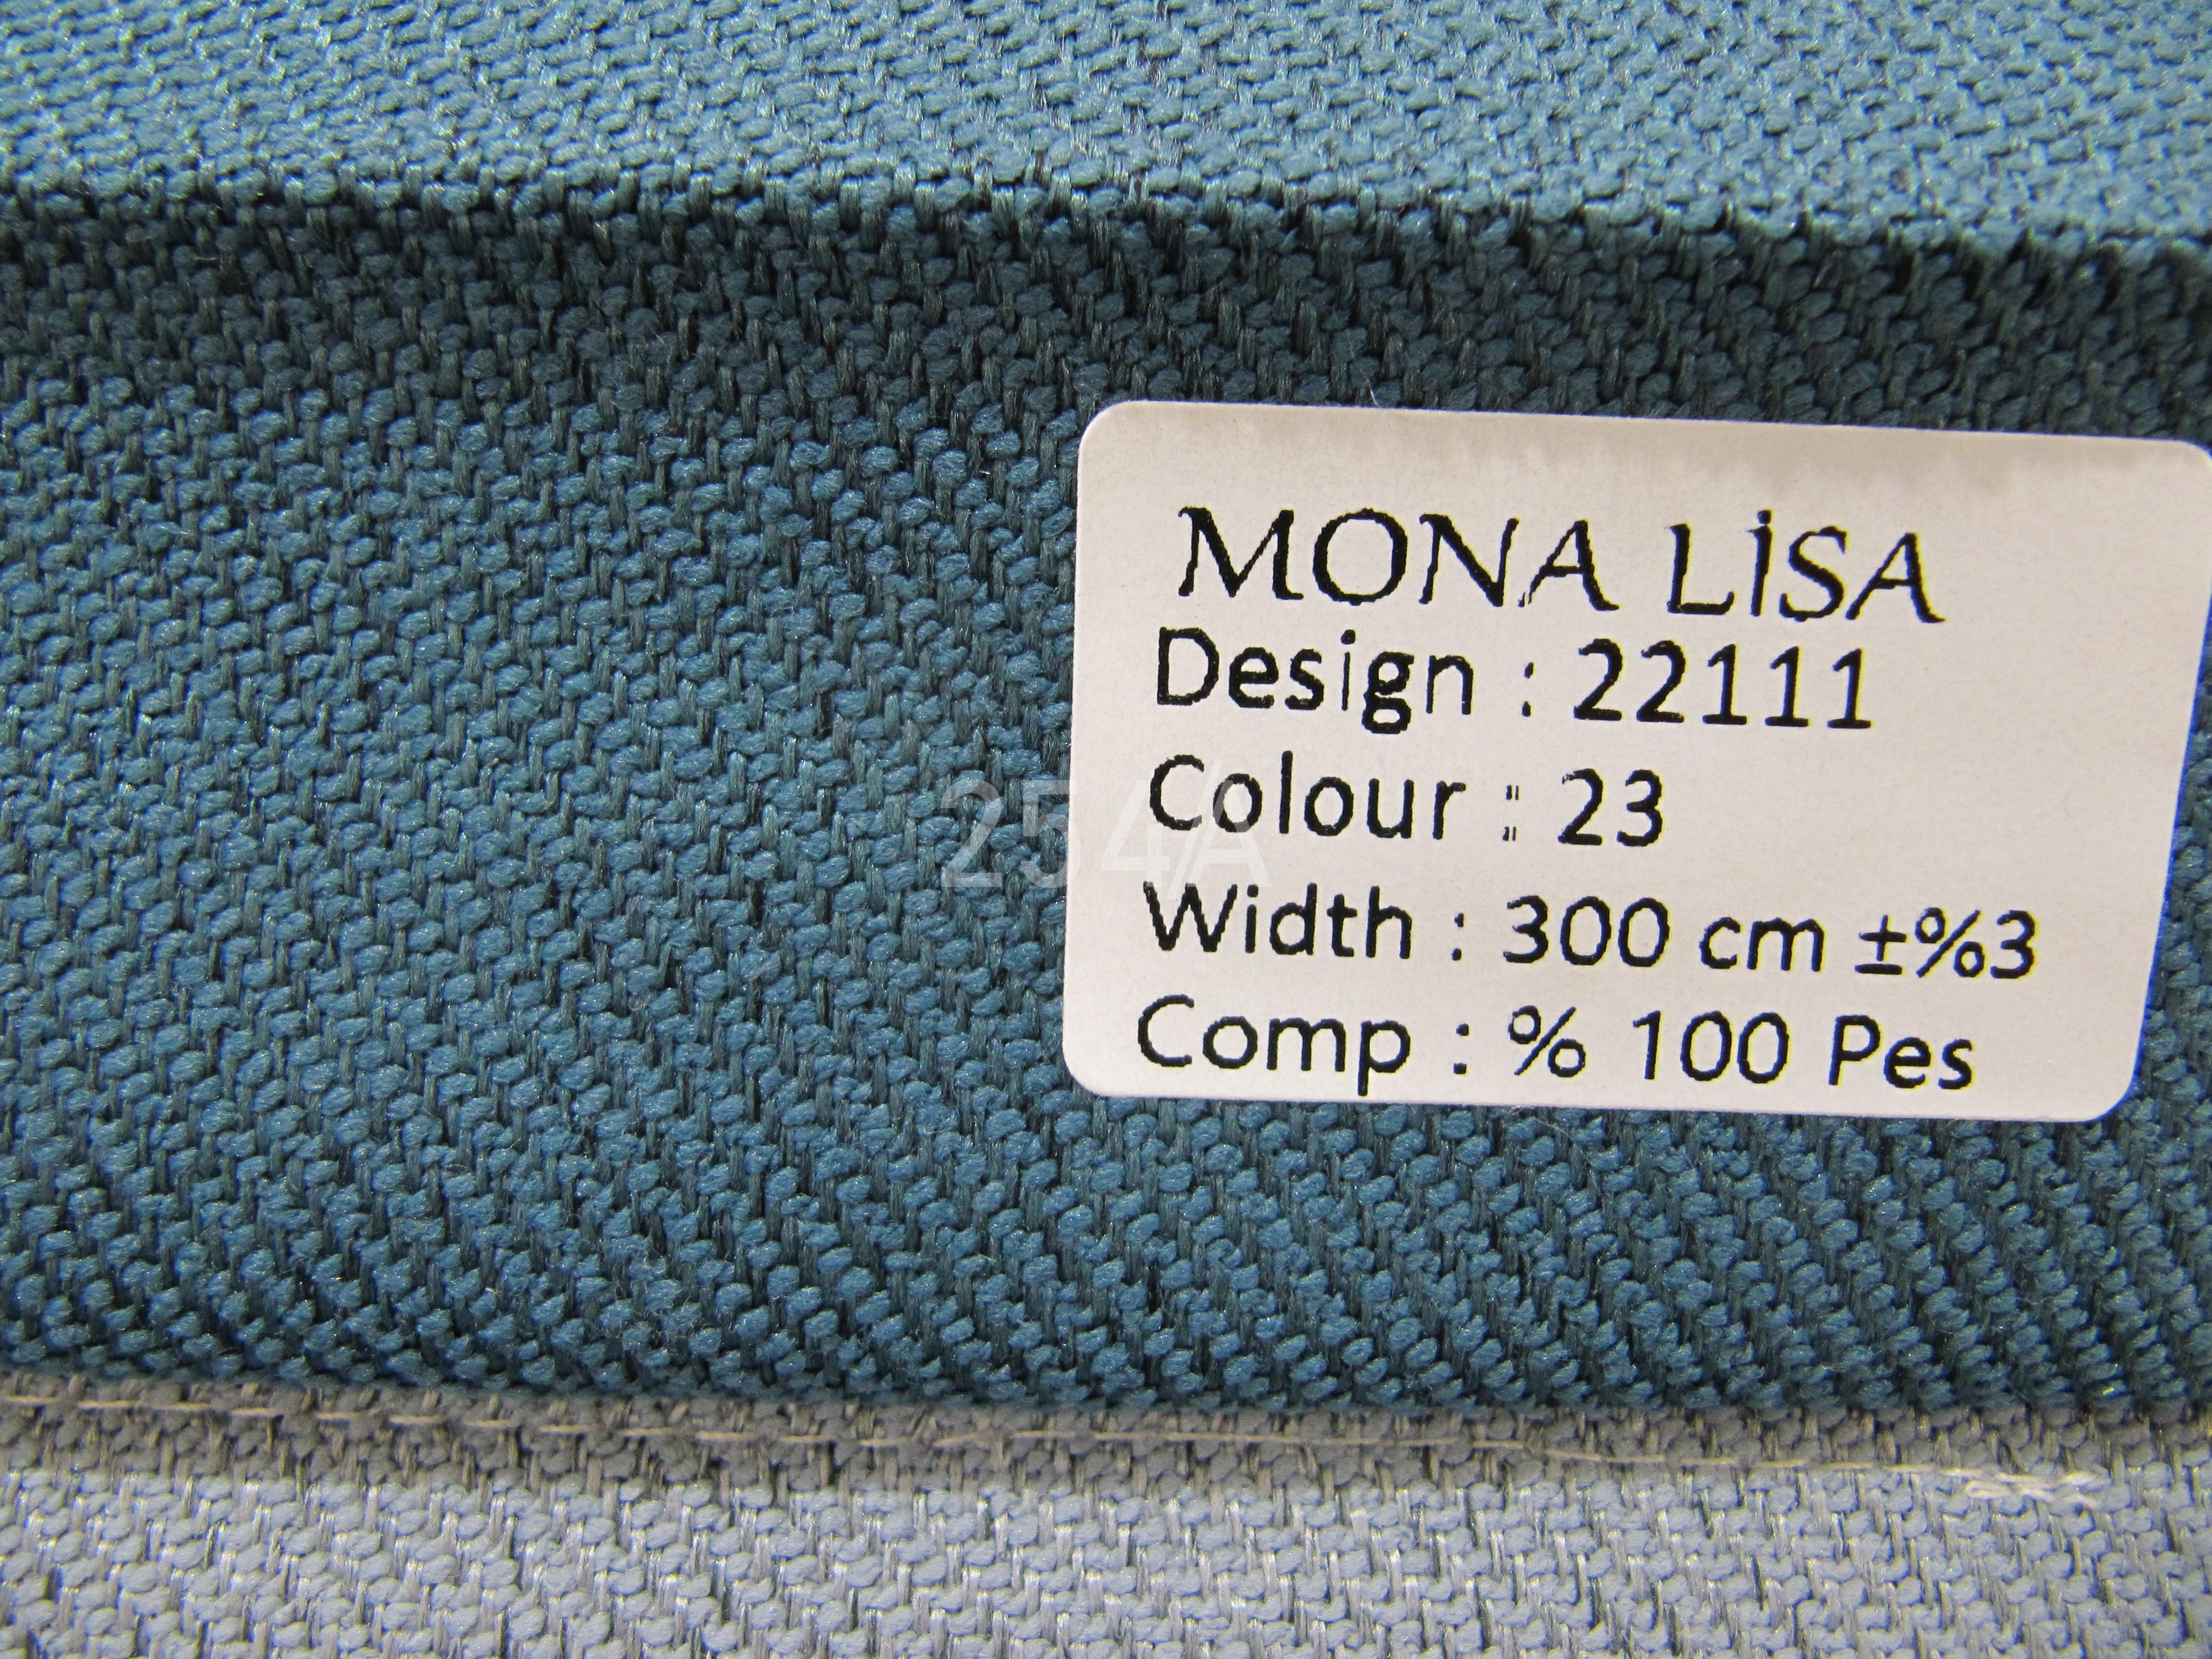 MONA LİSA
Design : 22111
Colour : 23
254/A
Width : 300 cm ±%3
Comp : % 100 Pes